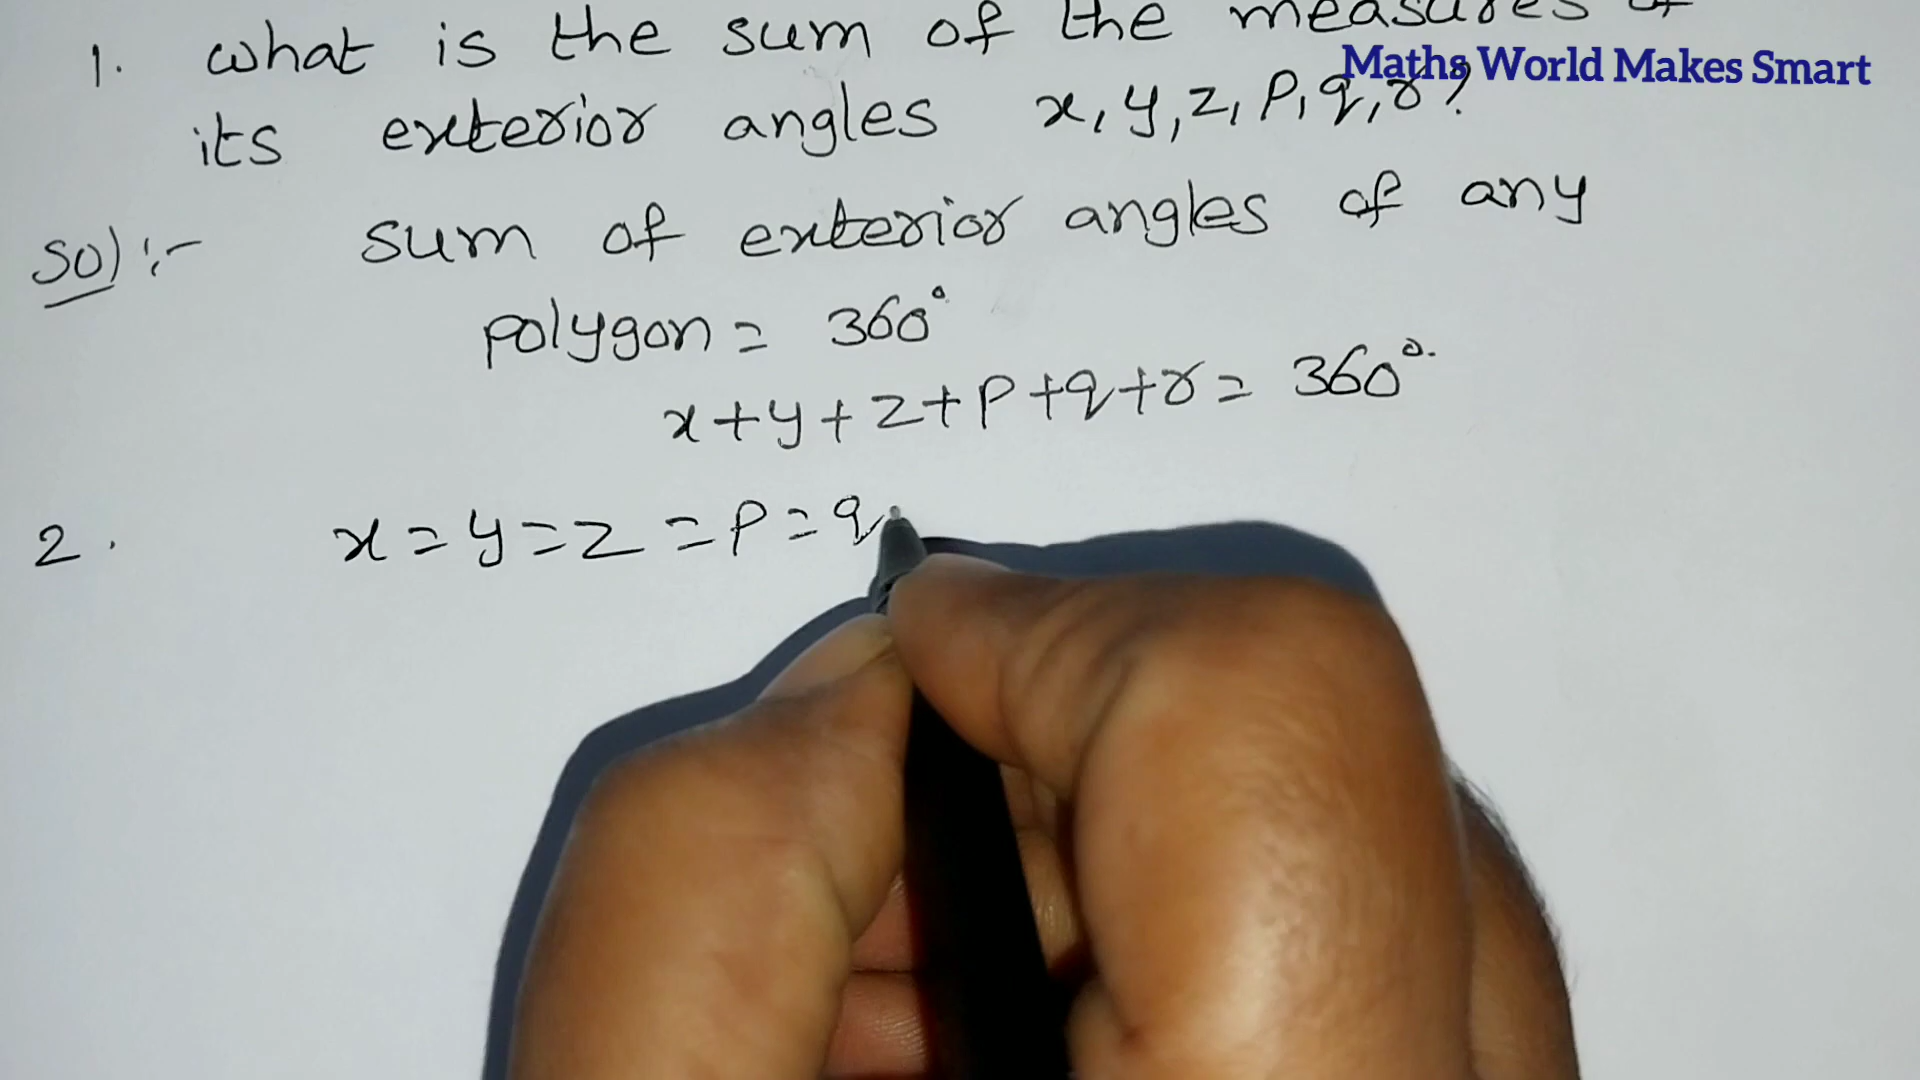 1. what is the sum of the measures of
Maths World Makes Smart
its exterior angles x, y, z, p, q, r?
Sol:- sum of exterior angles of any
polygon = 360°
x+y+z+p+q+r = 360°.
2. x = y = z = p = q